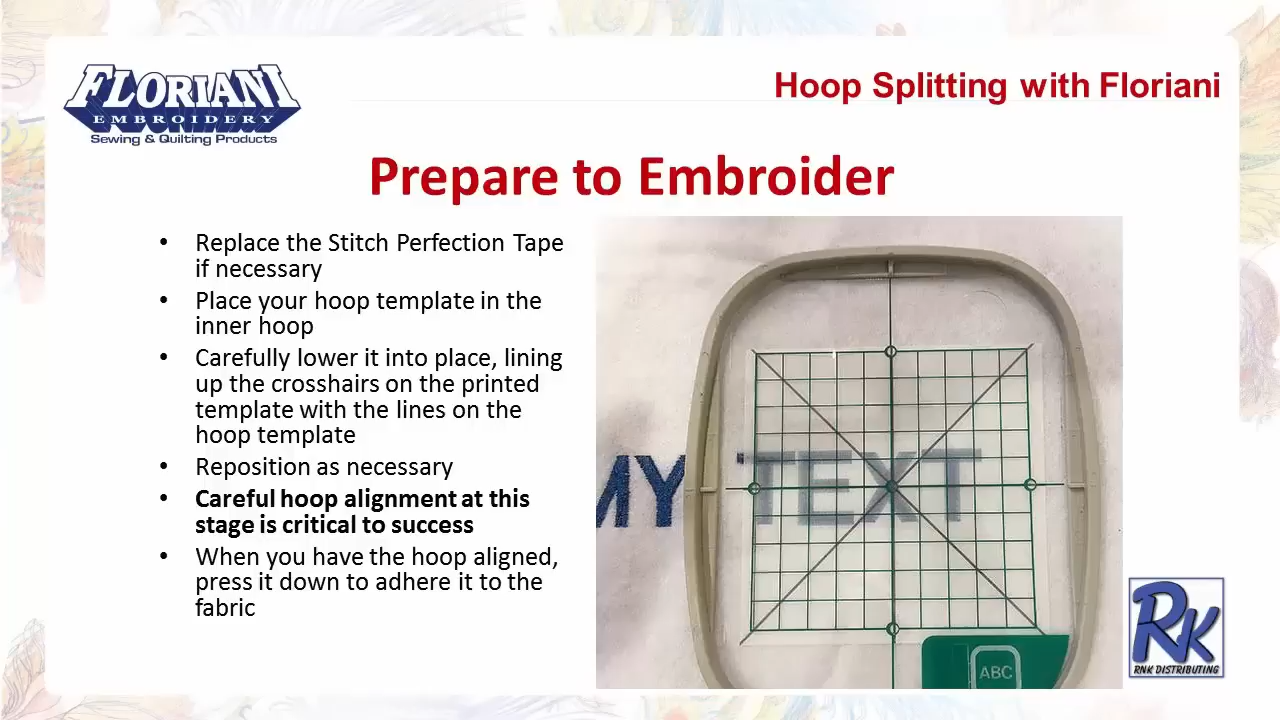 FLORIANI
EMBROIDERY
Sewing & Quilting Products
Hoop Splitting with Floriani
Prepare to Embroider
• Replace the Stitch Perfection Tape
if necessary
• Place your hoop template in the
inner hoop
• Carefully lower it into place, lining
up the crosshairs on the printed
template with the lines on the
hoop template
• Reposition as necessary
• Careful hoop alignment at this
stage is critical to success
• When you have the hoop aligned,
press it down to adhere it to the
fabric
MY TEXT
ABC
RK
RNK DISTRIBUTING